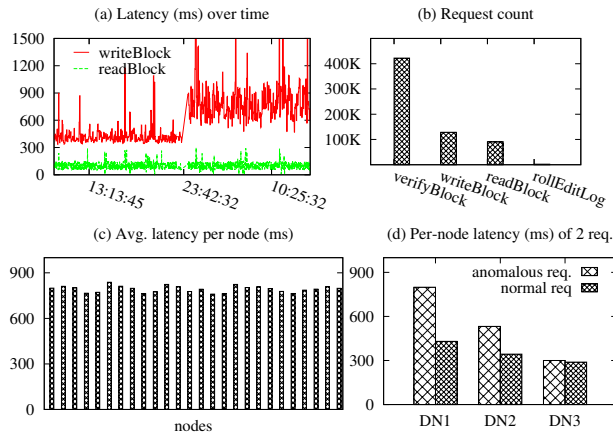 (a) Latency (ms) over time
1500
1200
900
600
300
0
writeBlock
readBlock
13:13:45
23:42:32
10:25:32
(b) Request count
400K
300K
200K
100K
verifyBlock
writeBlock
readBlock
rollEditLog
(c) Avg. latency per node (ms)
900
600
300
0
nodes
(d) Per-node latency (ms) of 2 req.
900
600
300
0
anomalous req.
normal req
DN1
DN2
DN3